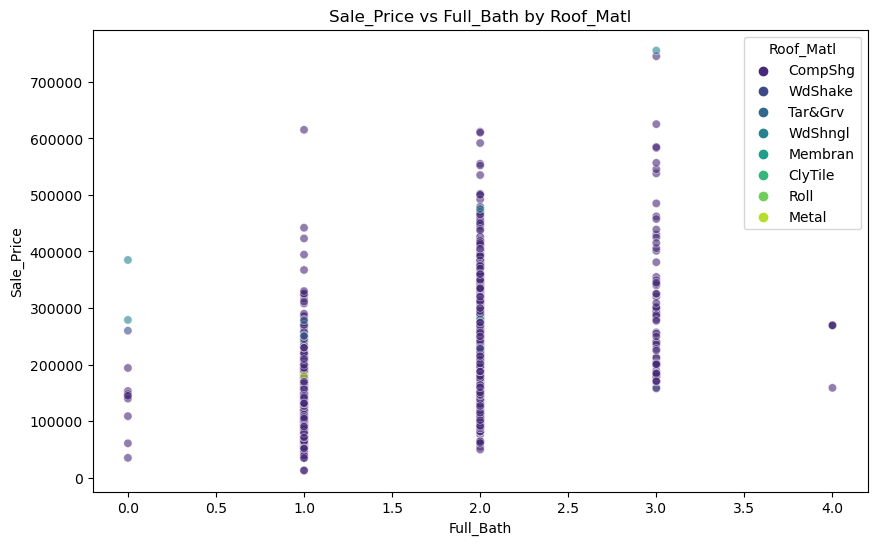 Sale_Price vs Full_Bath by Roof_Matl
Roof_Matl
CompShg
WdShake
Tar&Grv
WdShngl
Membran
ClyTile
Roll
Metal
700000
600000
500000
400000
300000
200000
100000
0
Sale_Price
0.0 0.5 1.0 1.5 2.0 2.5 3.0 3.5 4.0
Full_Bath